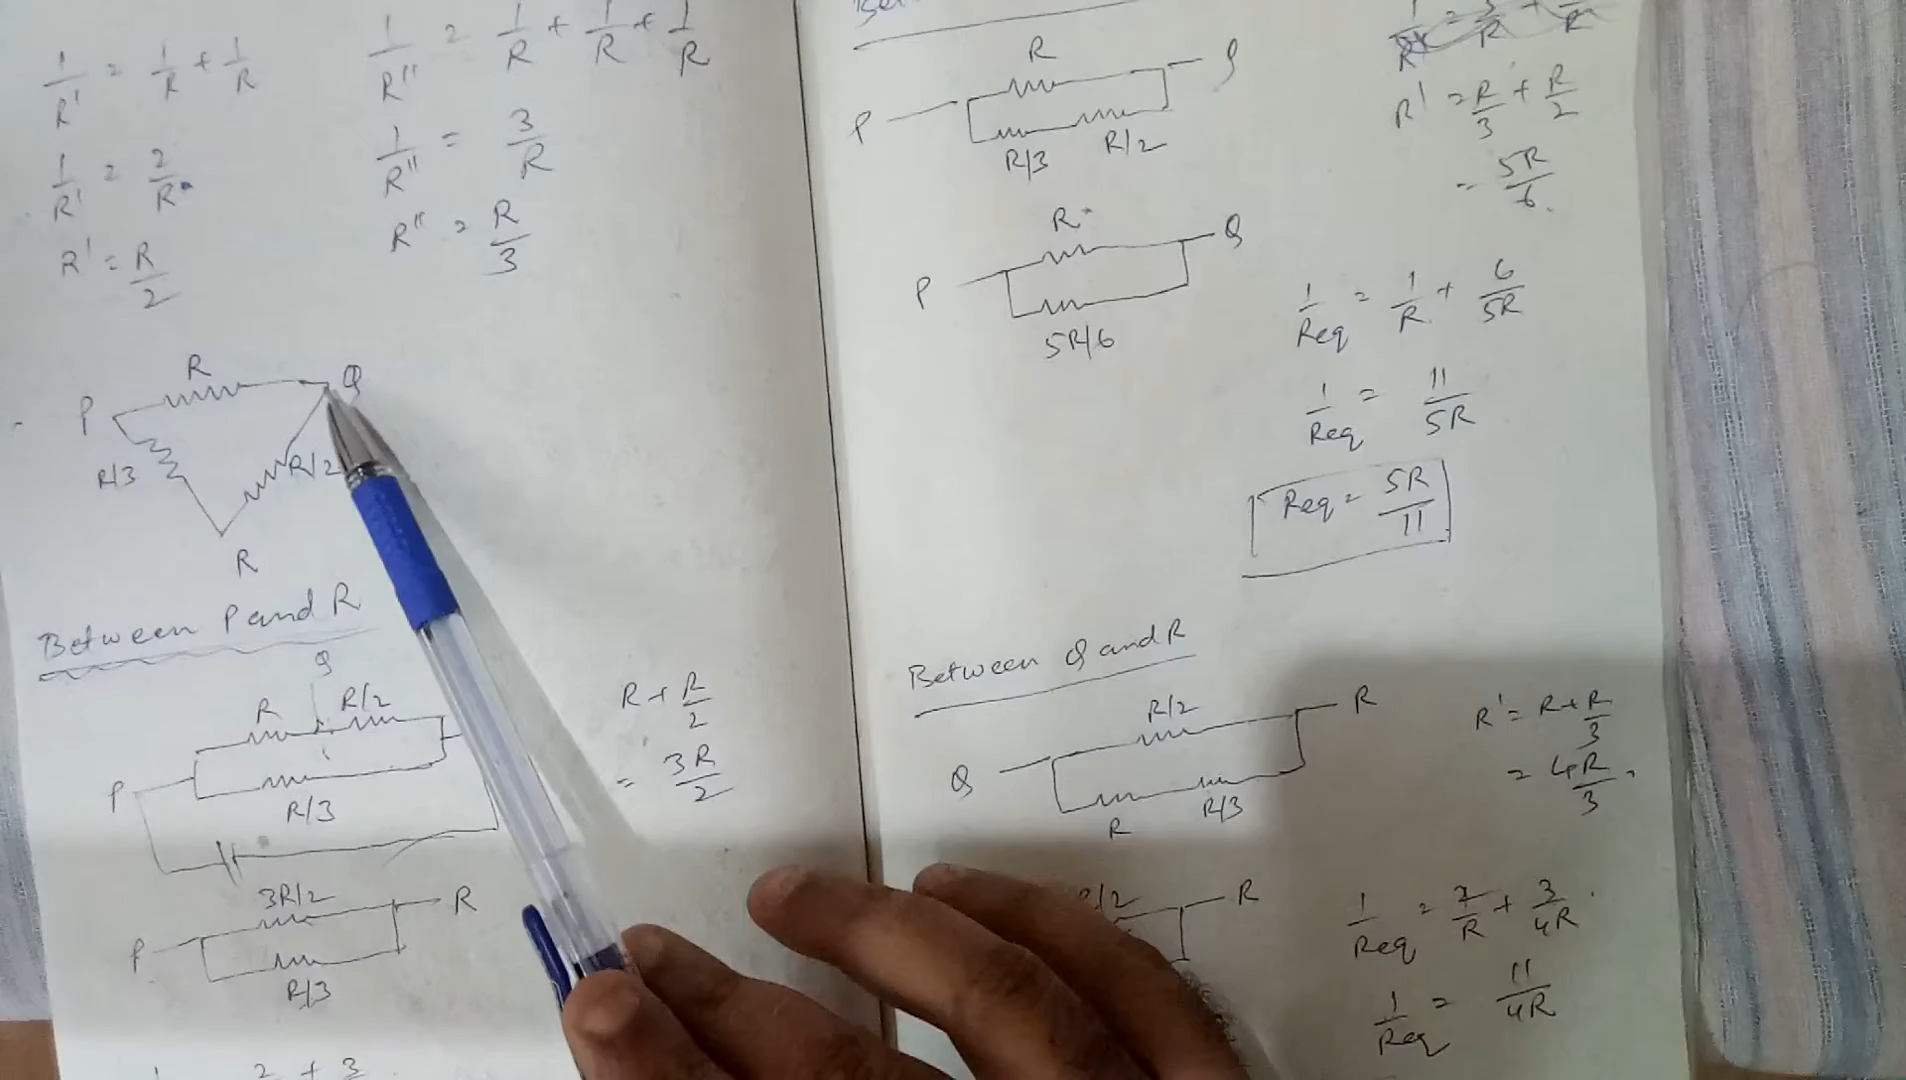 1/R' = 1/R + 1/R
1/R' = 2/R
R' = R/2
1/R'' = 1/R + 1/R + 1/R
1/R'' = 3/R
R'' = R/3
P R Q
R/3 R/2
R
Between P and R
Q
R R/2
P
R/3
R + R/2
= 3R/2
3R/2
P R
R/3
2 + 3
R
P Q
R/3 R/2
R' = R/3 + R/2
= 5R/6
R
P Q
5R/6
1/Req = 1/R + 6/5R
1/Req = 11/5R
Req = 5R/11
Between Q and R
R/2 R
Q
R R/3
R' = R + R/3
= 4R/3
R/2 R
1/Req = 2/R + 3/4R
1/Req = 11/4R